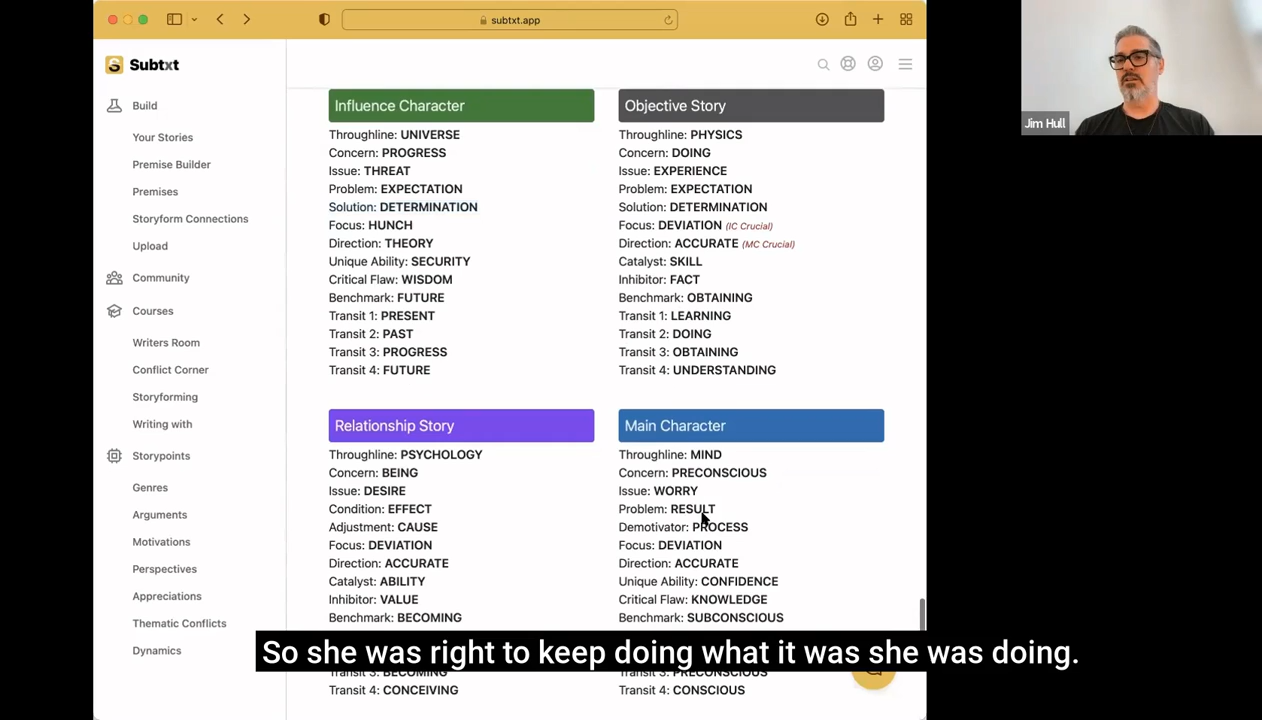 subtxt.app
Subtxt
Build
Your Stories
Premise Builder
Premises
Storyform Connections
Upload
Community
Courses
Writers Room
Conflict Corner
Storyforming
Writing with
Storypoints
Genres
Arguments
Motivations
Perspectives
Appreciations
Thematic Conflicts
Dynamics
Influence Character
Throughline: UNIVERSE
Concern: PROGRESS
Issue: THREAT
Problem: EXPECTATION
Solution: DETERMINATION
Focus: HUNCH
Direction: THEORY
Unique Ability: SECURITY
Critical Flaw: WISDOM
Benchmark: FUTURE
Transit 1: PRESENT
Transit 2: PAST
Transit 3: PROGRESS
Transit 4: FUTURE
Objective Story
Throughline: PHYSICS
Concern: DOING
Issue: EXPERIENCE
Problem: EXPECTATION
Solution: DETERMINATION
Focus: DEVIATION (IC Crucial)
Direction: ACCURATE (MC Crucial)
Catalyst: SKILL
Inhibitor: FACT
Benchmark: OBTAINING
Transit 1: LEARNING
Transit 2: DOING
Transit 3: OBTAINING
Transit 4: UNDERSTANDING
Relationship Story
Throughline: PSYCHOLOGY
Concern: BEING
Issue: DESIRE
Condition: EFFECT
Adjustment: CAUSE
Focus: DEVIATION
Direction: ACCURATE
Catalyst: ABILITY
Inhibitor: VALUE
Benchmark: BECOMING
Transit 3: BECOMING
Transit 4: CONCEIVING
Main Character
Throughline: MIND
Concern: PRECONSCIOUS
Issue: WORRY
Problem: RESULT
Demotivator: PROCESS
Focus: DEVIATION
Direction: ACCURATE
Unique Ability: CONFIDENCE
Critical Flaw: KNOWLEDGE
Benchmark: SUBCONSCIOUS
Transit 3: PRECONSCIOUS
Transit 4: CONSCIOUS
Jim Hull
So she was right to keep doing what it was she was doing.